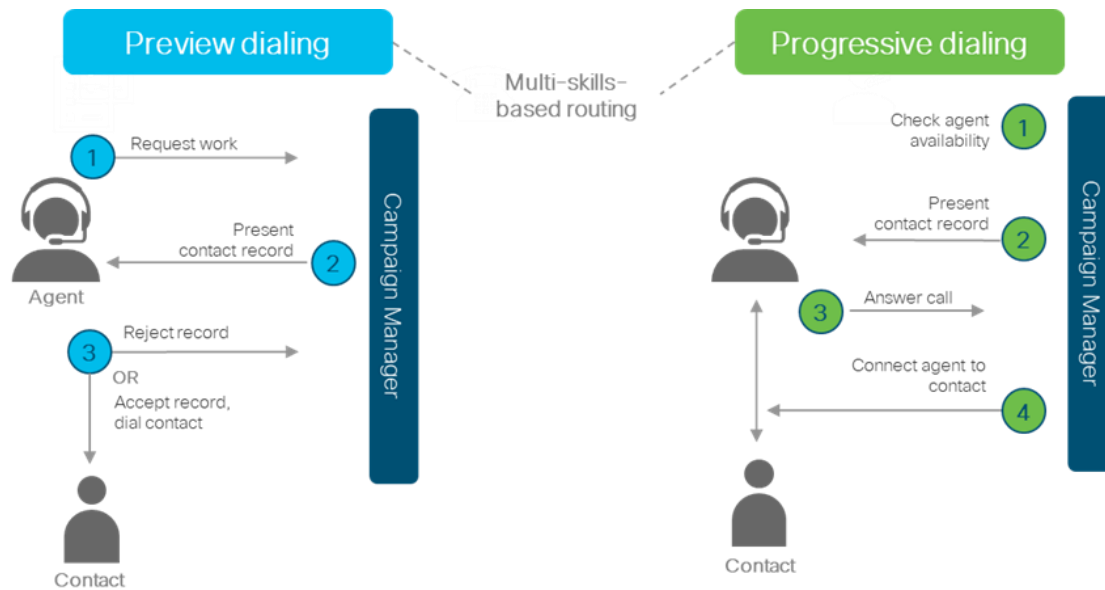 Preview dialing
Progressive dialing
Multi-skills-
based routing
1
Request work
Present
contact record
2
Agent
3
Reject record
OR
Accept record,
dial contact
Contact
Campaign Manager
Check agent
availability
1
Present
contact record
2
3
Answer call
Connect agent to
contact
4
Contact
Campaign Manager